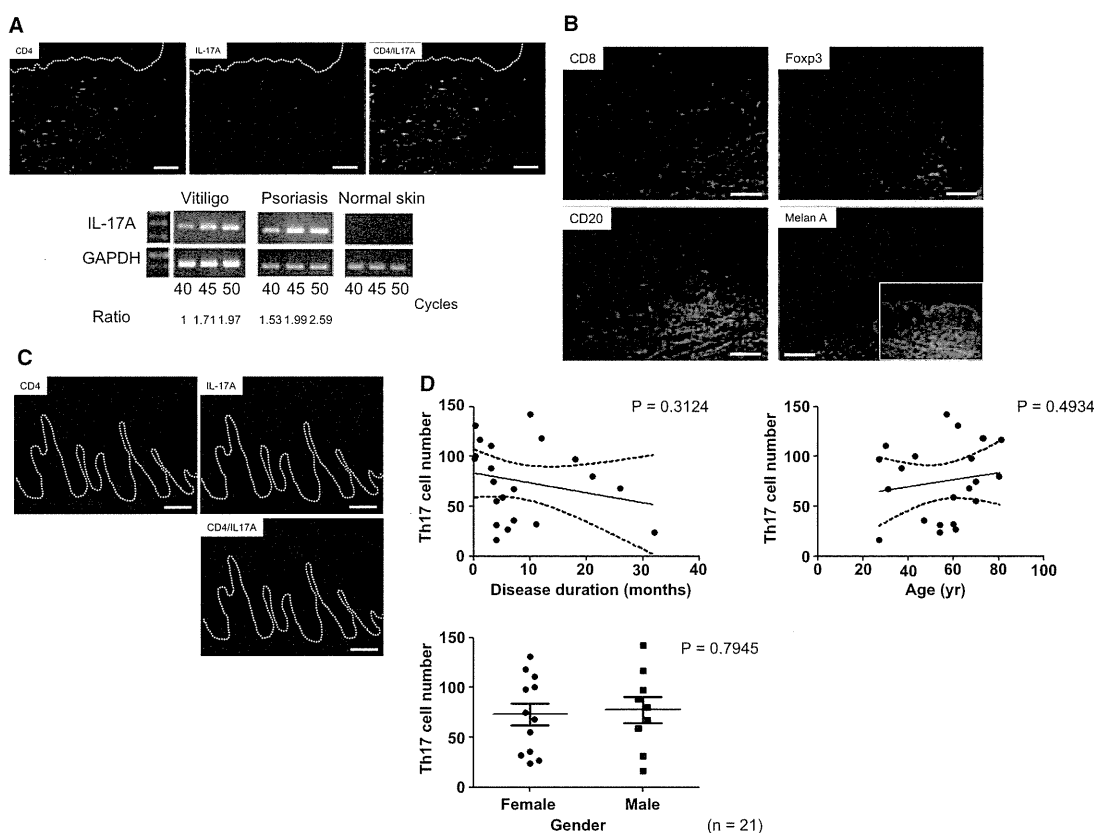 A
CD4
IL-17A
CD4/IL17A
Vitiligo Psoriasis Normal skin
IL-17A
GAPDH
40 45 50 40 45 50 40 45 50
Cycles
Ratio 1 1.71 1.97 1.53 1.99 2.59
B
CD8
Foxp3
CD20
Melan A
C
CD4
IL-17A
CD4/IL17A
D
P = 0.3124
Th17 cell number
150
100
50
0
0 10 20 30 40
Disease duration (months)
P = 0.4934
Th17 cell number
150
100
50
0
0 20 40 60 80 100
Age (yr)
P = 0.7945
Th17 cell number
150
100
50
0
Female Male
Gender
(n = 21)